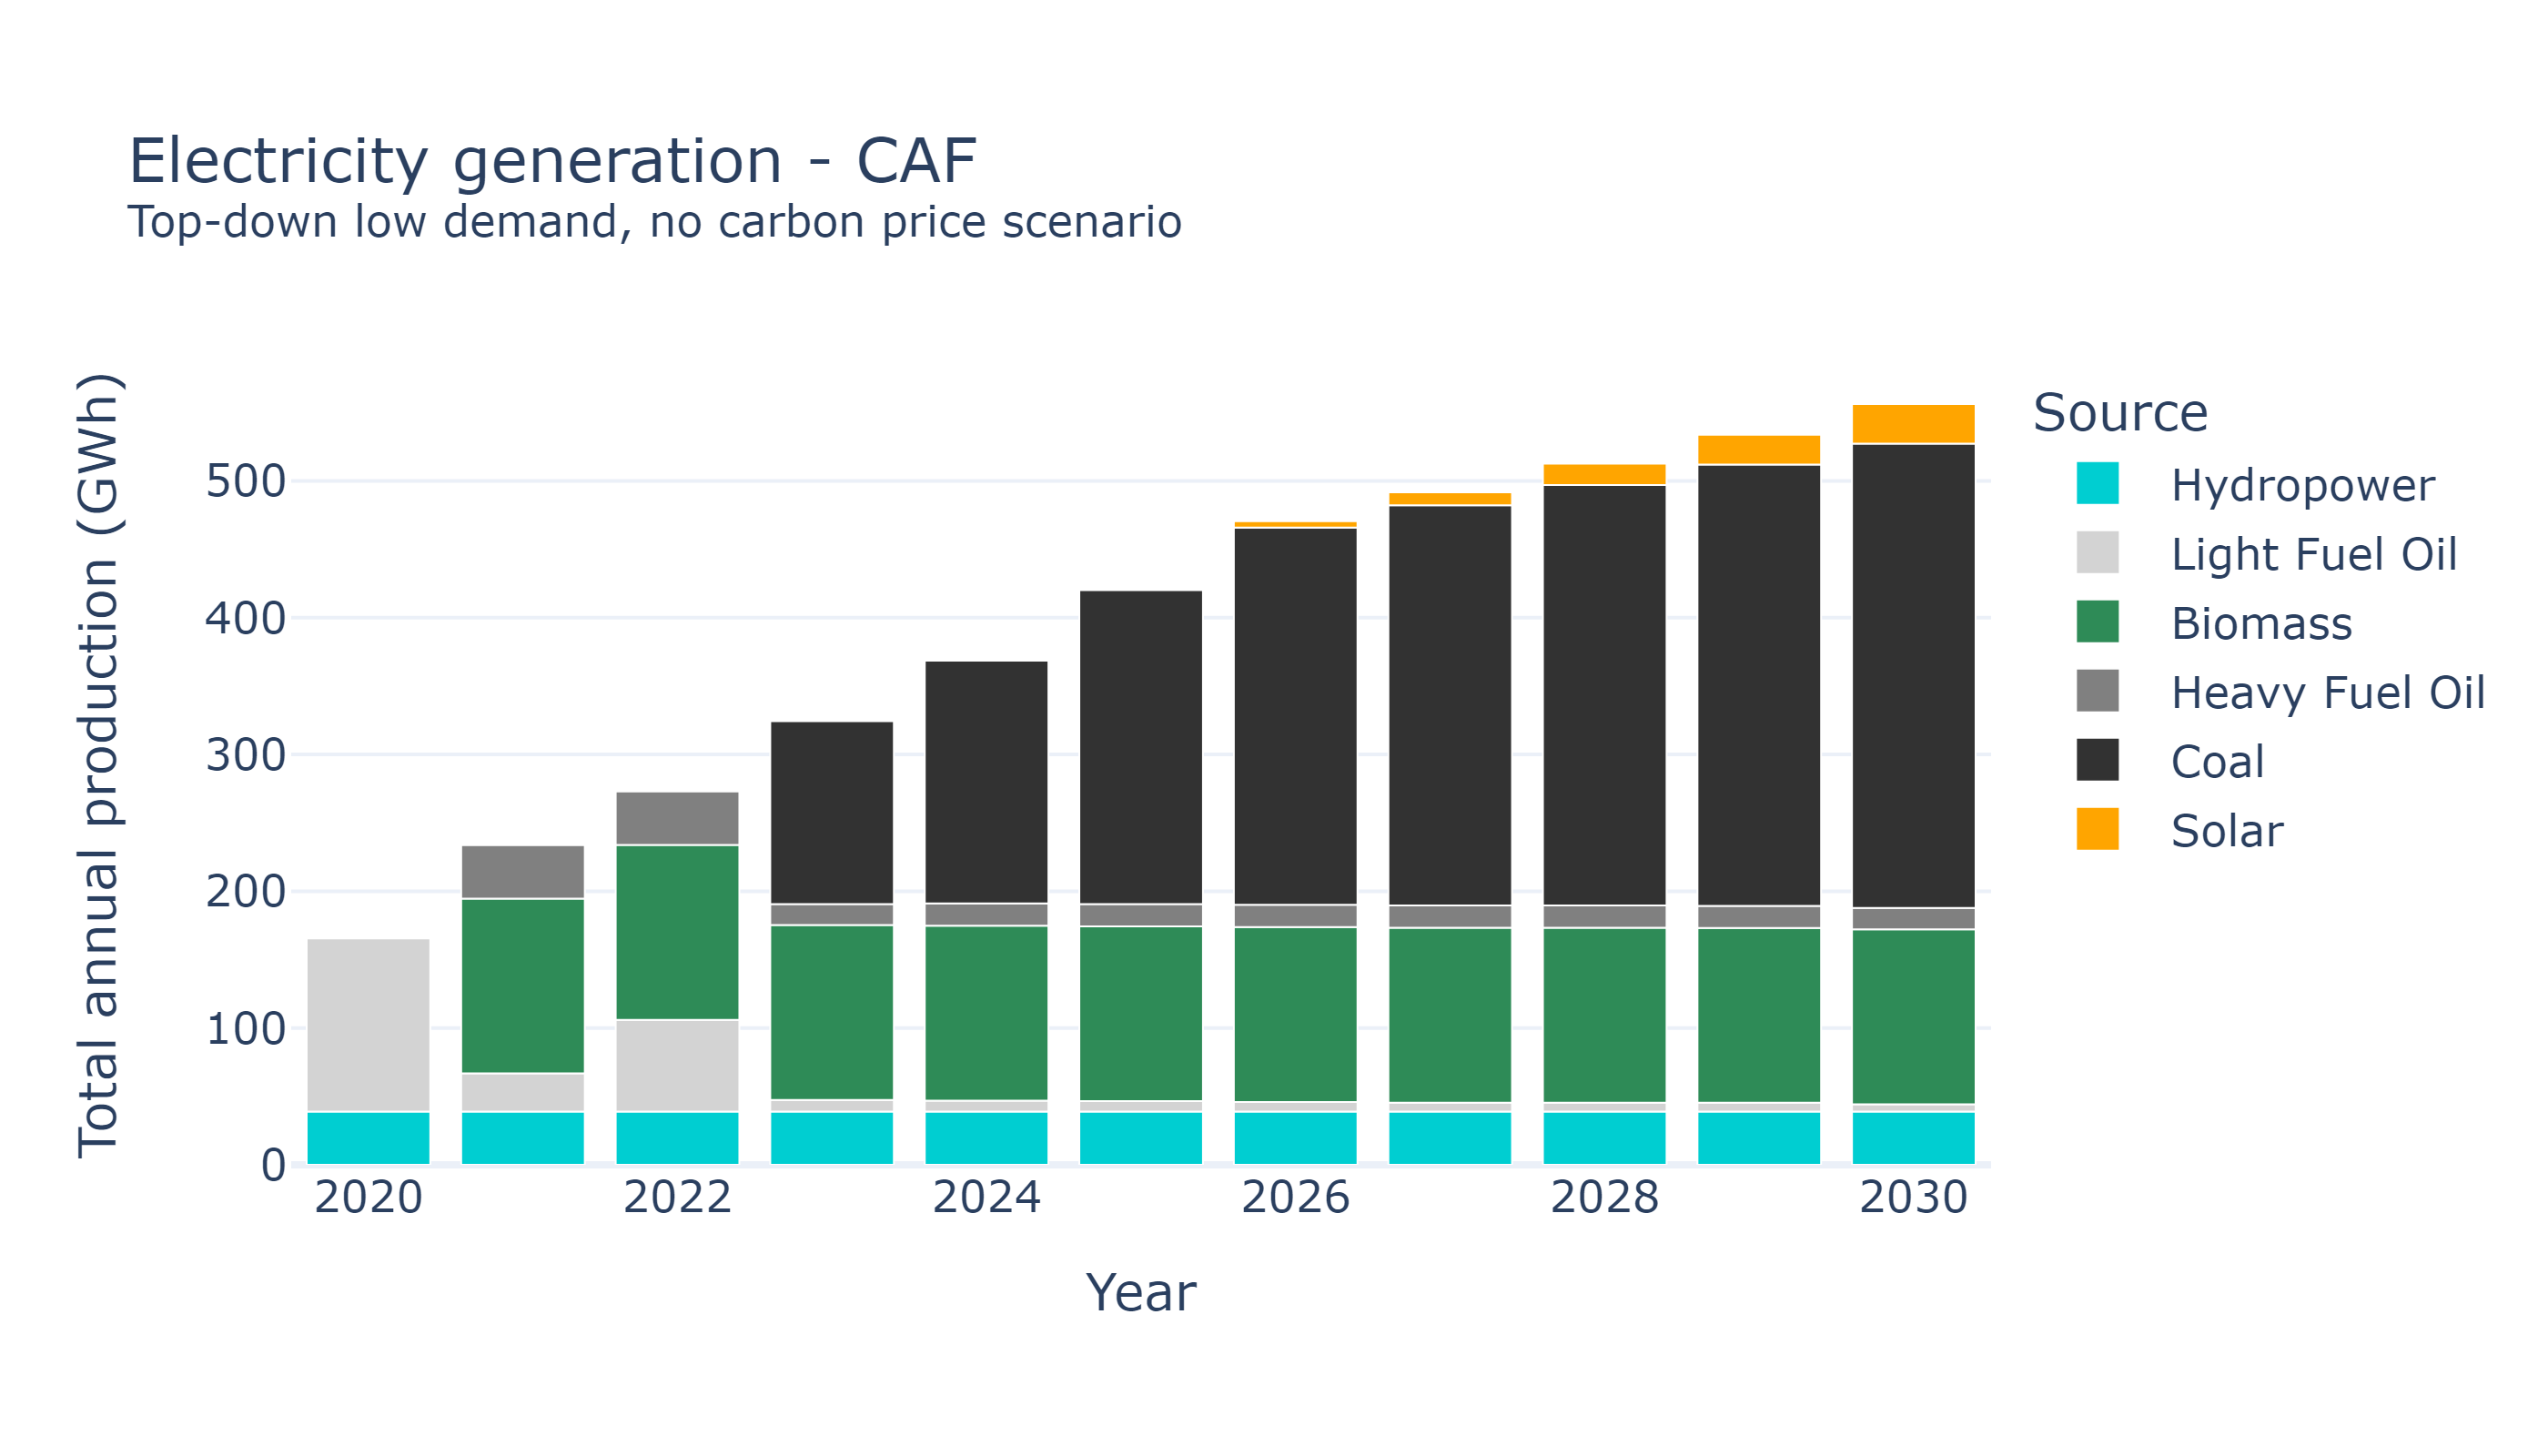 Electricity generation - CAF
Top-down low demand, no carbon price scenario
Total annual production (GWh)
500
400
300
200
100
0
2020
2022
2024
2026
2028
2030
Year
Source
Hydropower
Light Fuel Oil
Biomass
Heavy Fuel Oil
Coal
Solar